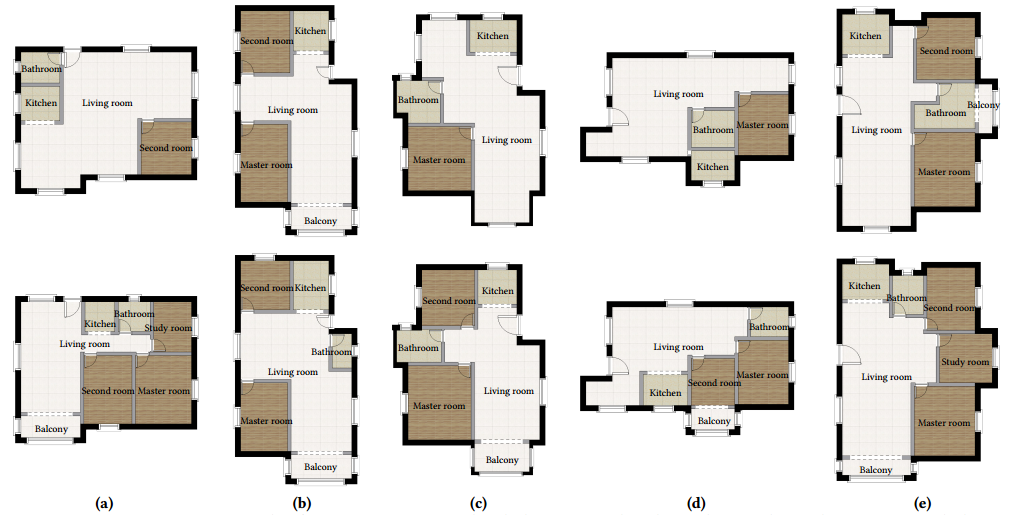 Bathroom
Kitchen
Living room
Second room
Second room
Kitchen
Living room
Master room
Balcony
Kitchen
Bathroom
Living room
Master room
Living room
Bathroom
Master room
Kitchen
Kitchen
Second room
Balcony
Bathroom
Living room
Master room
Bathroom
Kitchen
Study room
Living room
Second room
Master room
Balcony
Second room
Kitchen
Bathroom
Living room
Master room
Balcony
Second room
Kitchen
Bathroom
Master room
Living room
Balcony
Bathroom
Living room
Master room
Second room
Kitchen
Balcony
Kitchen
Bathroom
Second room
Study room
Living room
Master room
Balcony
(a)
(b)
(c)
(d)
(e)